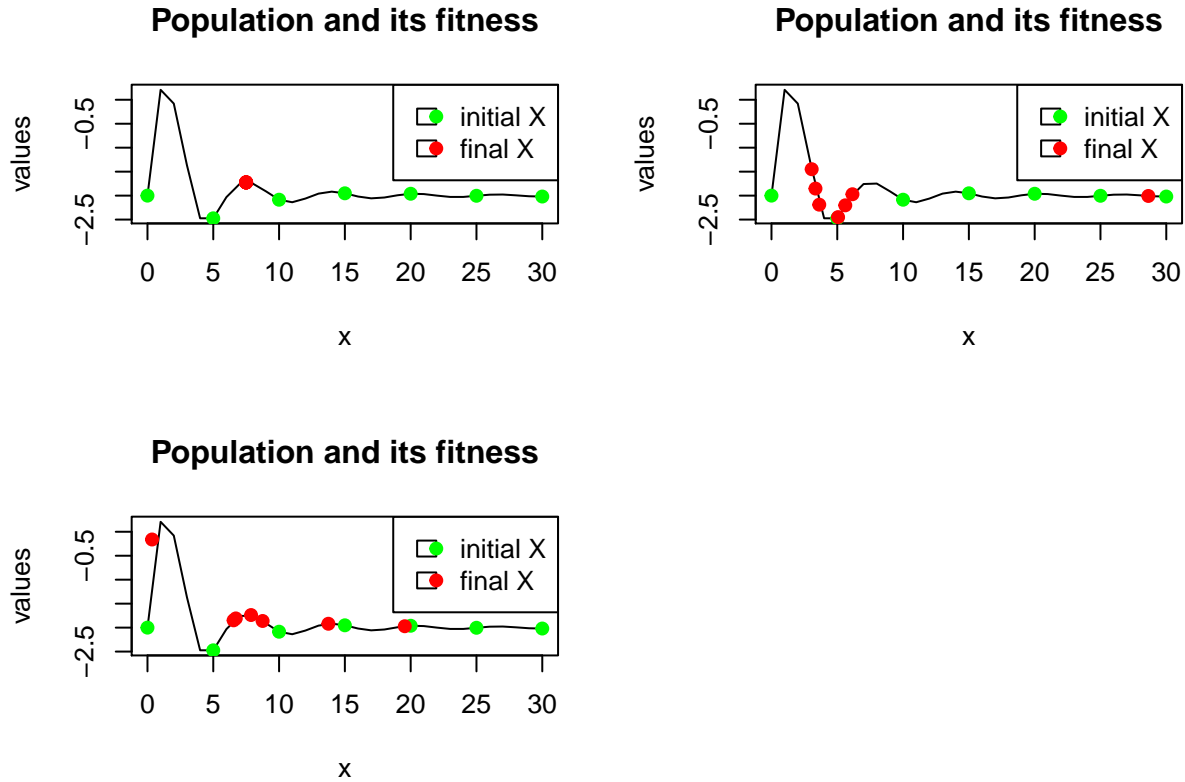 Population and its fitness
values
-0.5
-2.5
initial X
final X
0 5 10 15 20 25 30
x
Population and its fitness
values
-0.5
-2.5
initial X
final X
0 5 10 15 20 25 30
x
Population and its fitness
values
-0.5
-2.5
initial X
final X
0 5 10 15 20 25 30
x